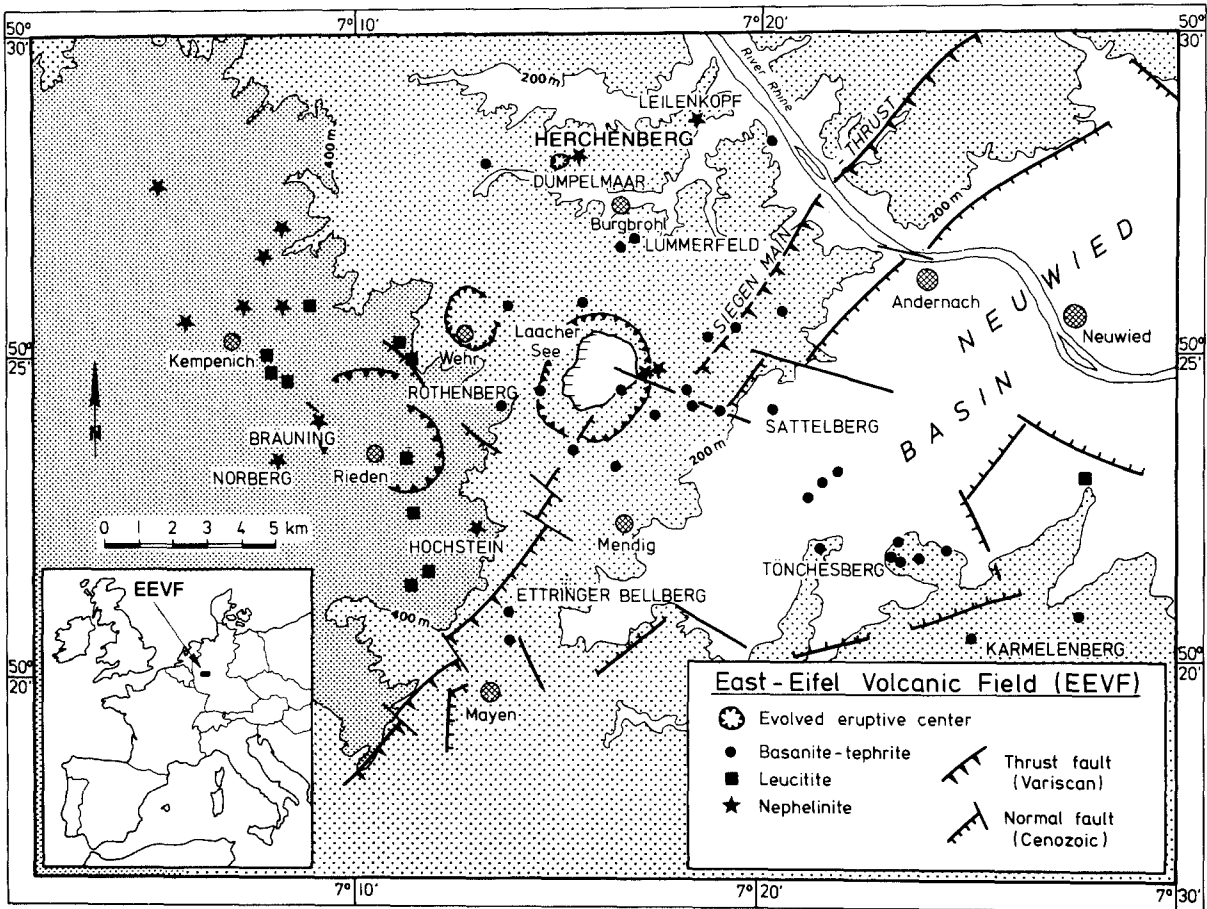 50° 7° 10' 7° 20' 50°
30' 30'
River Rhine
200 m
LEILENKOPF
400 m
HERCHENBERG
THRUST
DÜMPELMAAR
Burgbrohl
200 m
LUMMERFELD
SIEGEN MAIN
Andernach
NEUWIED
Neuwied
Laacher
See
Kempenich
Wehr
50° 50°
25' 25'
ROTHENBERG
BASIN
N
BRAUNING
SATTELBERG
NORBERG
Rieden
200 m
0 1 2 3 4 5 km
HOCHSTEIN
Mendig
TÖNCHESBERG
EEVF
ETTRINGER BELLBERG
400 m
KARMELENBERG
50° 50°
20' 20'
Mayen
East-Eifel Volcanic Field (EEVF)
Evolved eruptive center
Basanite-tephrite
Leucitite
Nephelinite
Thrust fault
(Variscan)
Normal fault
(Cenozoic)
7° 10' 7° 20' 7° 30'